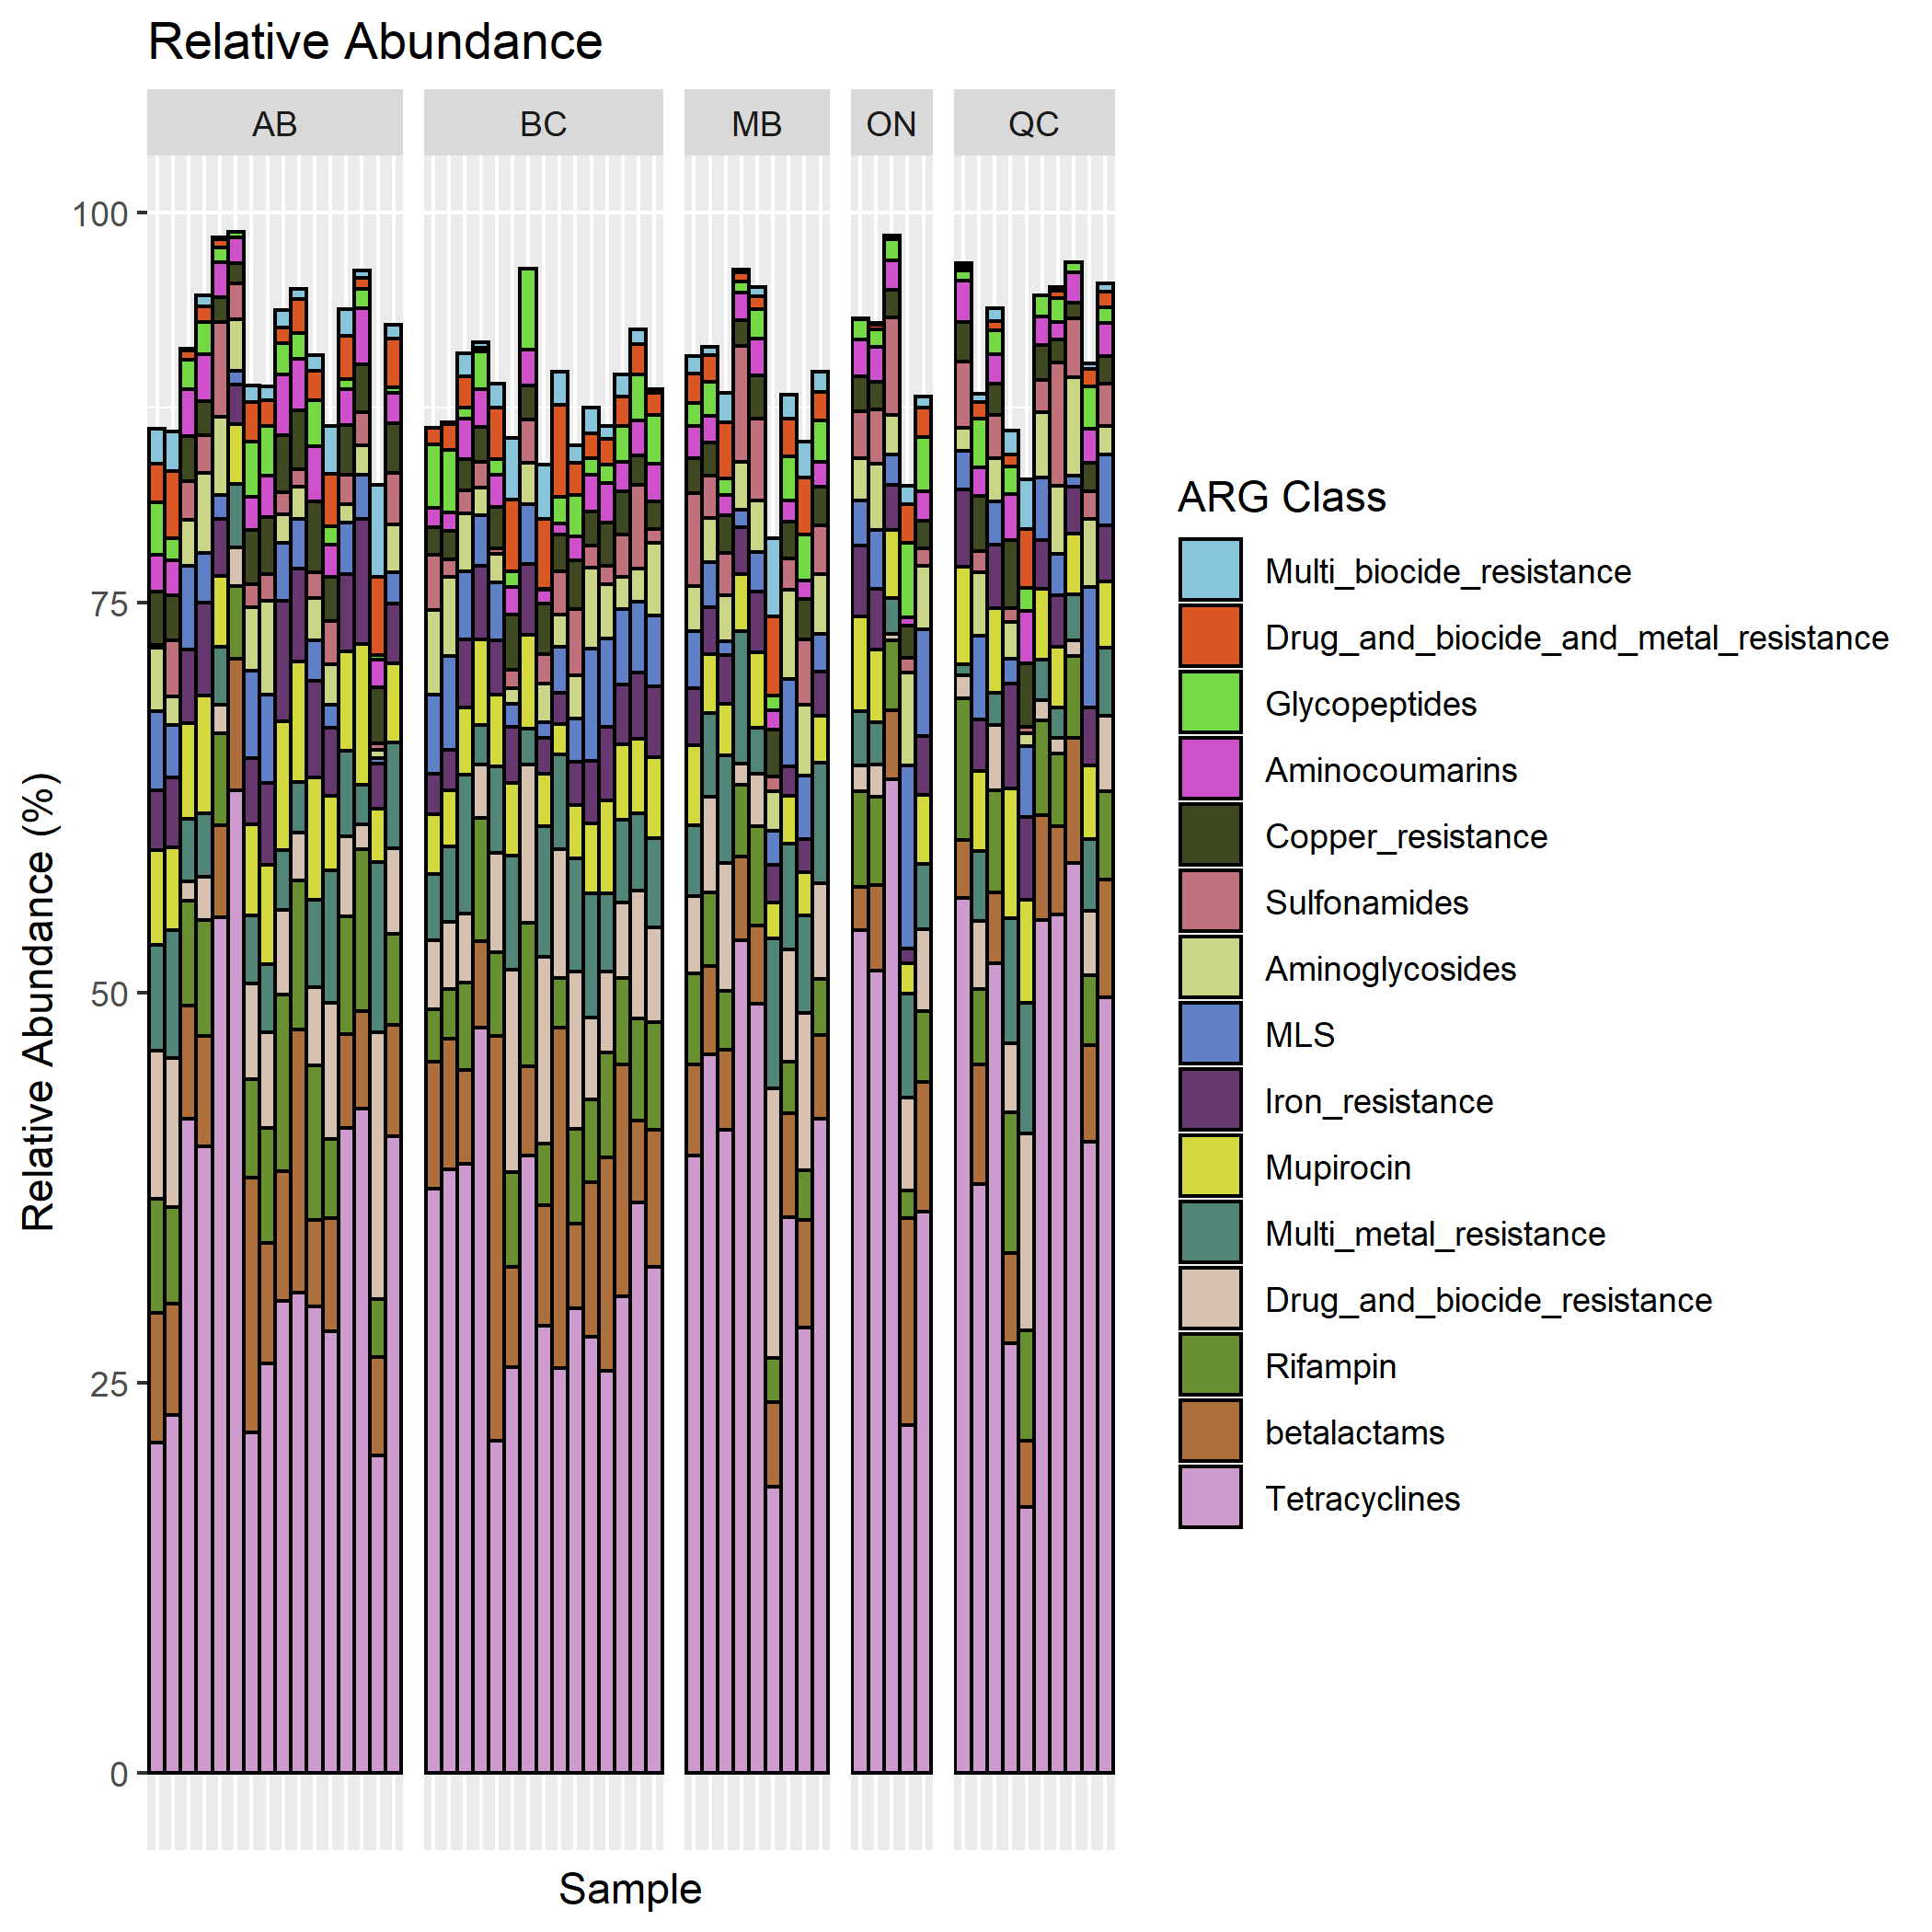 Relative Abundance
AB
BC
MB
ON
QC
100
75
50
25
0
Relative Abundance (%)
Sample
ARG Class
Multi_biocide_resistance
Drug_and_biocide_and_metal_resistance
Glycopeptides
Aminocoumarins
Copper_resistance
Sulfonamides
Aminoglycosides
MLS
Iron_resistance
Mupirocin
Multi_metal_resistance
Drug_and_biocide_resistance
Rifampin
betalactams
Tetracyclines